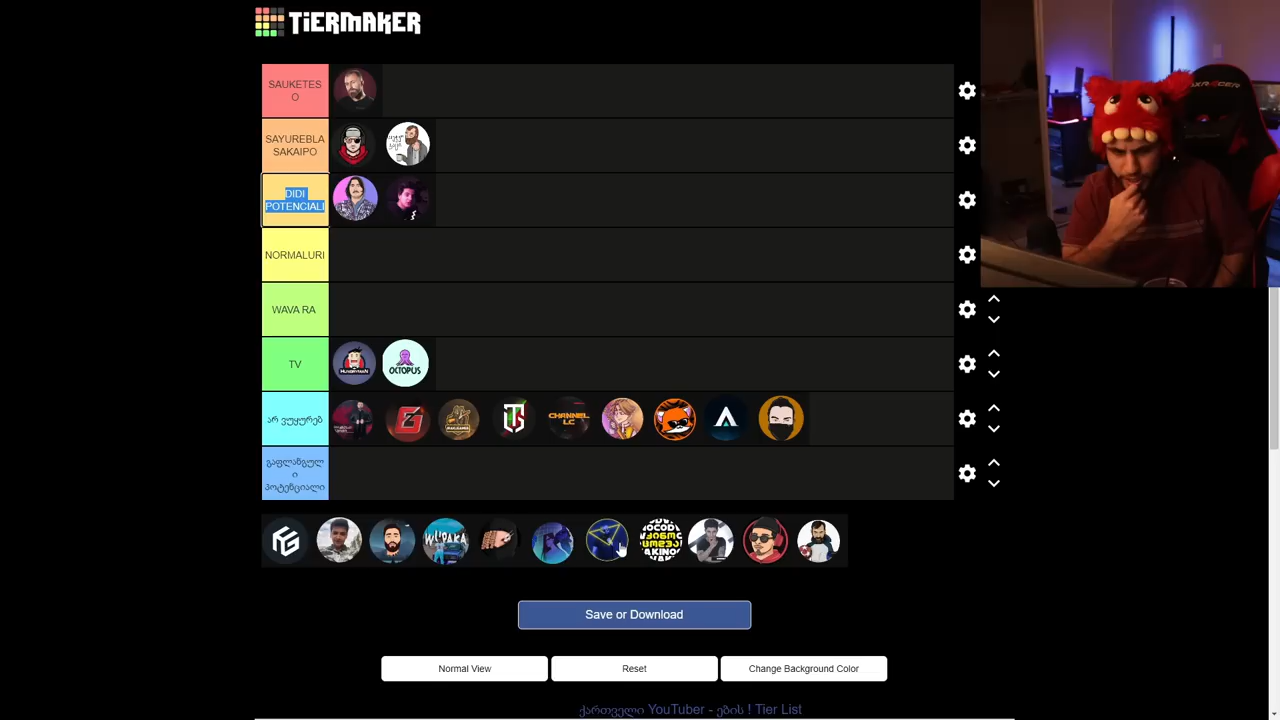 TiERMAKER
SAUKETES
O
SAYUREBLA
SAKAIPO
DIDI
POTENCIALI
NORMALURI
WAVA RA
TV
OCTOPUS
არ ვუყურებ
CHANNEL
LC
გაფლანგულ
ი
პოტენციალი
Save or Download
Normal View
Reset
Change Background Color
ქართველი YouTuber - ების ! Tier List